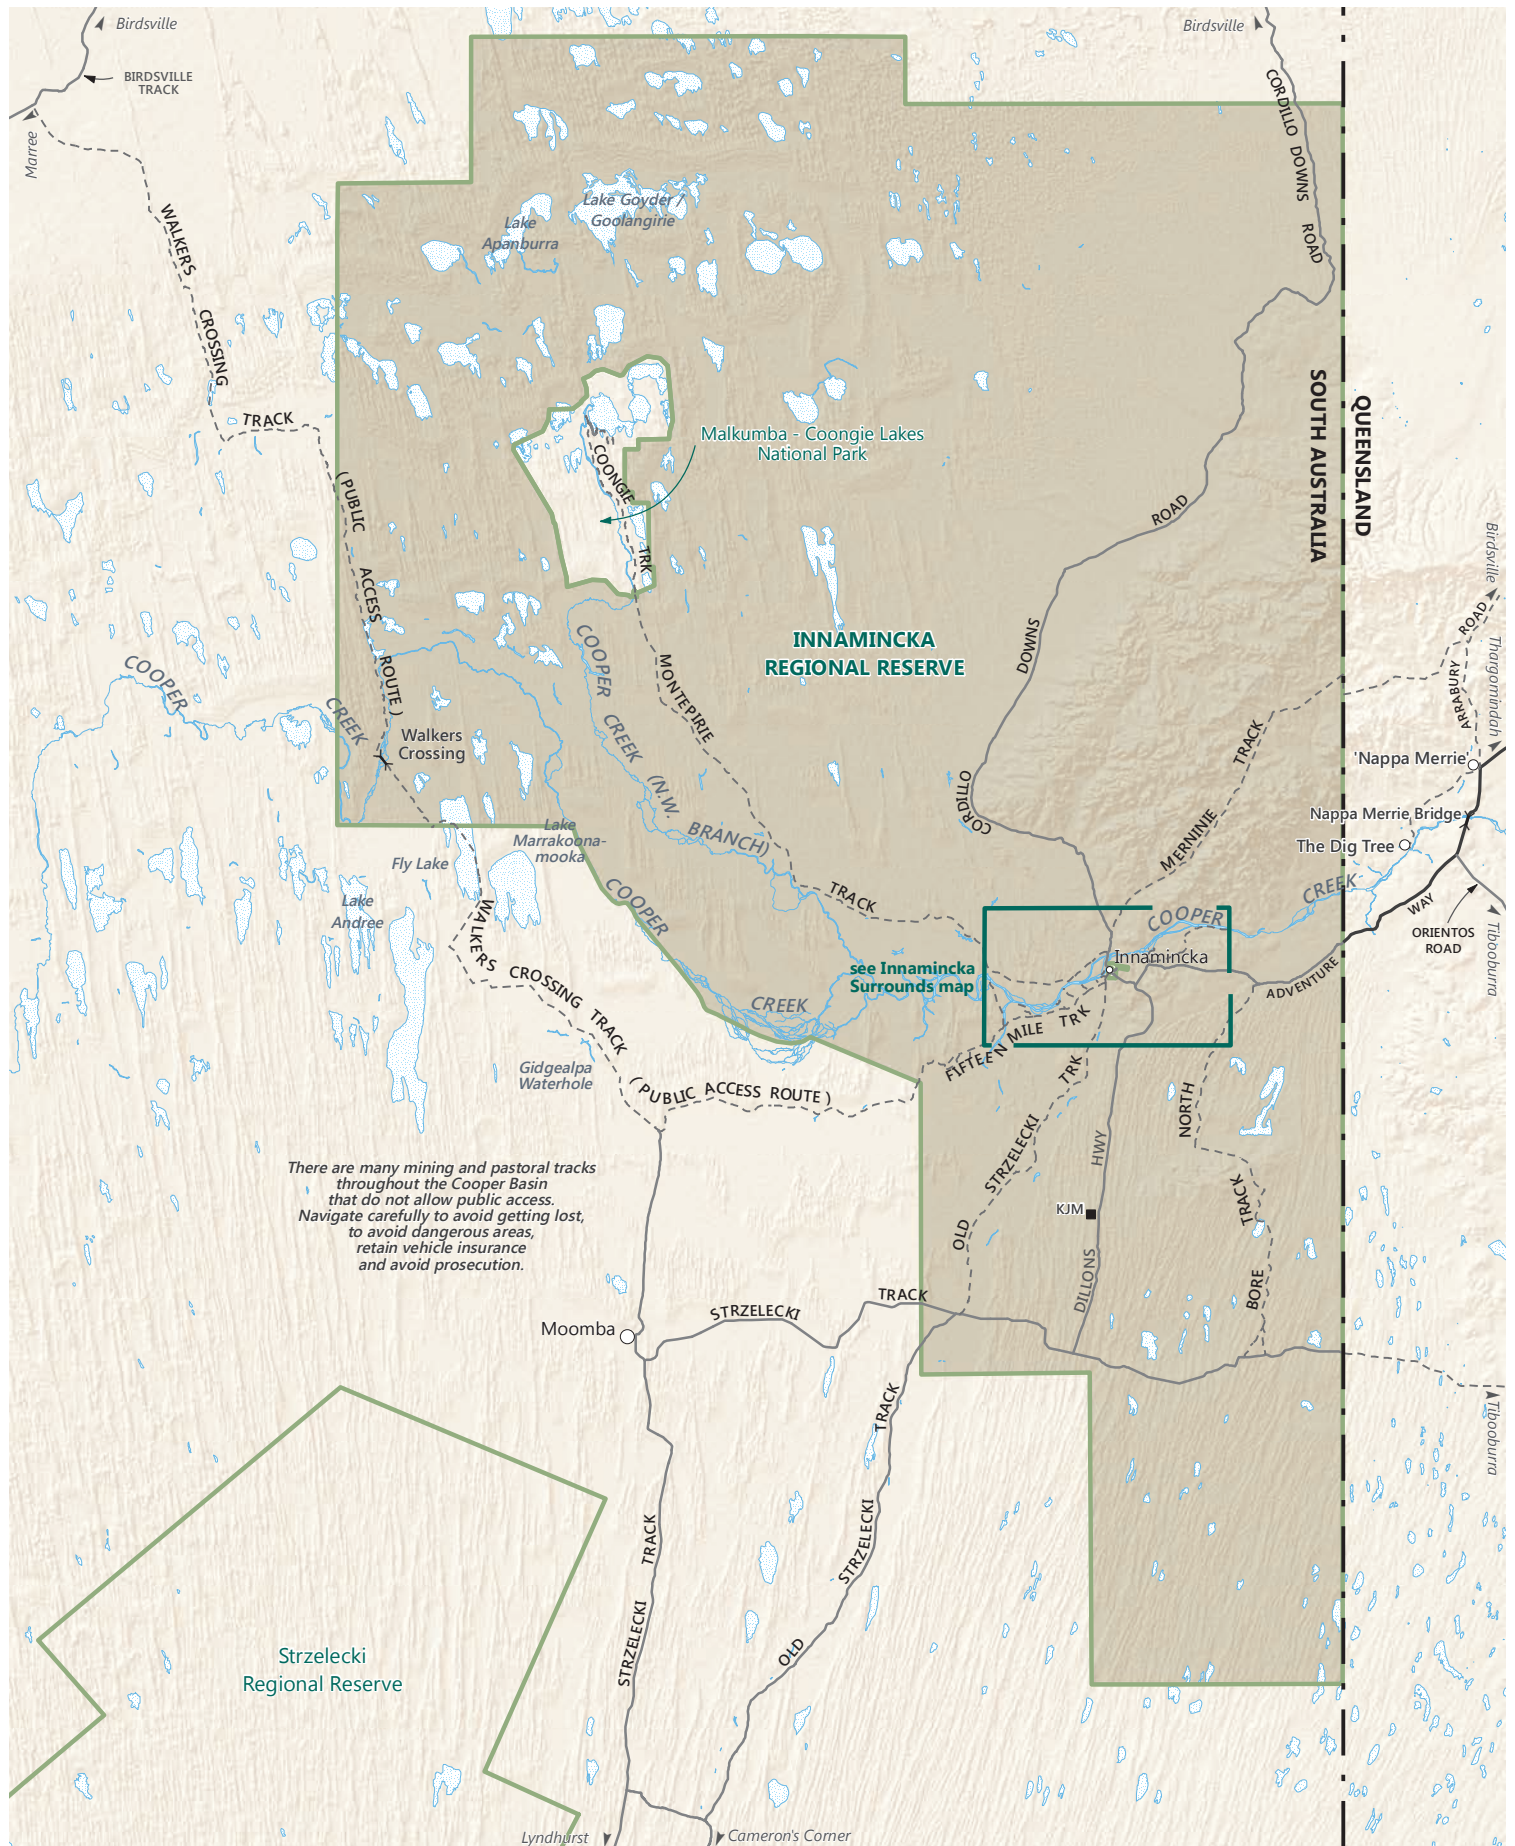 Birdsville
BIRDSVILLE
TRACK
Marree
Birdsville
CORDILLO DOWNS ROAD
WALKERS CROSSING TRACK
(PUBLIC ACCESS ROUTE)
Lake
Apanburra
Lake Goyder /
Goolangirie
Malkumba - Coongie Lakes
National Park
COONGIE TRK
SOUTH AUSTRALIA
QUEENSLAND
INNAMINCKA
REGIONAL RESERVE
ROAD
DOWNS
CORDILLO
COOPER
CREEK
Walkers
Crossing
COOPER CREEK (N.W. BRANCH)
MONTEPIRIE
TRACK
Birdsville
ROAD
ARRABURY
Thargomindah
'Nappa Merrie'
Nappa Merrie Bridge
The Dig Tree
MERNINIE TRACK
Lake
Marrakoona-
mooka
Fly Lake
Lake
Andree
COOPER
CREEK
COOPER
CREEK
WAY
ADVENTURE
ORIENTOS
ROAD
Tibooburra
Innamincka
see Innamincka
Surrounds map
WALKERS CROSSING TRACK
(PUBLIC ACCESS ROUTE)
Gidgealpa
Waterhole
FIFTEEN MILE TRK
OLD STRZELECKI TRK
DILLONS HWY
KJM
NORTH
TRACK
BORE
There are many mining and pastoral tracks
throughout the Cooper Basin
that do not allow public access.
Navigate carefully to avoid getting lost,
to avoid dangerous areas,
retain vehicle insurance
and avoid prosecution.
Moomba
STRZELECKI
TRACK
Tibooburra
STRZELECKI TRACK
OLD STRZELECKI TRACK
Strzelecki
Regional Reserve
Lyndhurst
Cameron's Corner